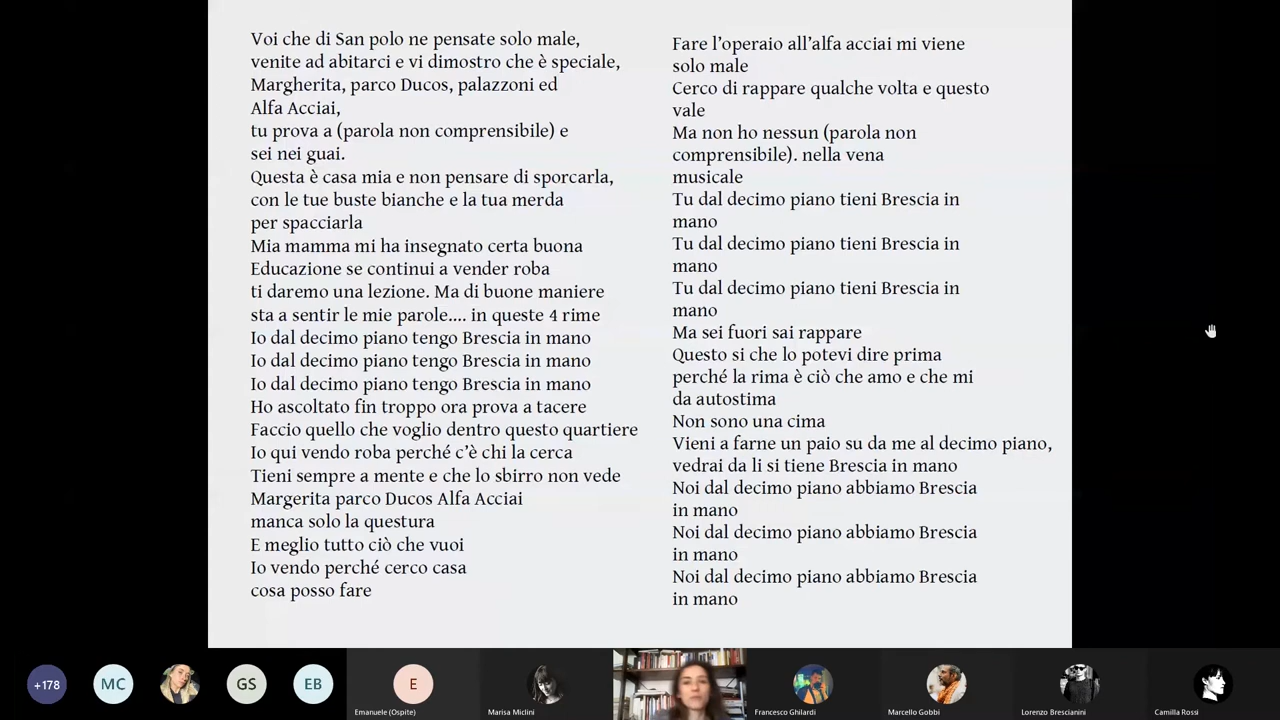 Voi che di San polo ne pensate solo male,
venite ad abitarci e vi dimostro che è speciale,
Margherita, parco Ducos, palazzoni ed
Alfa Acciai,
tu prova a (parola non comprensibile) e
sei nei guai.
Questa è casa mia e non pensare di sporcarla,
con le tue buste bianche e la tua merda
per spacciarla
Mia mamma mi ha insegnato certa buona
Educazione se continui a vender roba
ti daremo una lezione. Ma di buone maniere
sta a sentir le mie parole.... in queste 4 rime
Io dal decimo piano tengo Brescia in mano
Io dal decimo piano tengo Brescia in mano
Io dal decimo piano tengo Brescia in mano
Ho ascoltato fin troppo ora prova a tacere
Faccio quello che voglio dentro questo quartiere
Io qui vendo roba perché c’è chi la cerca
Tieni sempre a mente e che lo sbirro non vede
Margerita parco Ducos Alfa Acciai
manca solo la questura
E meglio tutto ciò che vuoi
Io vendo perché cerco casa
cosa posso fare
Fare l’operaio all’alfa acciai mi viene
solo male
Cerco di rappare qualche volta e questo
vale
Ma non ho nessun (parola non
comprensibile). nella vena
musicale
Tu dal decimo piano tieni Brescia in
mano
Tu dal decimo piano tieni Brescia in
mano
Tu dal decimo piano tieni Brescia in
mano
Ma sei fuori sai rappare
Questo si che lo potevi dire prima
perché la rima è ciò che amo e che mi
da autostima
Non sono una cima
Vieni a farne un paio su da me al decimo piano,
vedrai da li si tiene Brescia in mano
Noi dal decimo piano abbiamo Brescia
in mano
Noi dal decimo piano abbiamo Brescia
in mano
Noi dal decimo piano abbiamo Brescia
in mano
+178
MC
GS
EB
E
Emanuele (Ospite)
Marisa Miclini
Francesco Ghilardi
Marcello Gobbi
Lorenzo Brescianini
Camilla Rossi